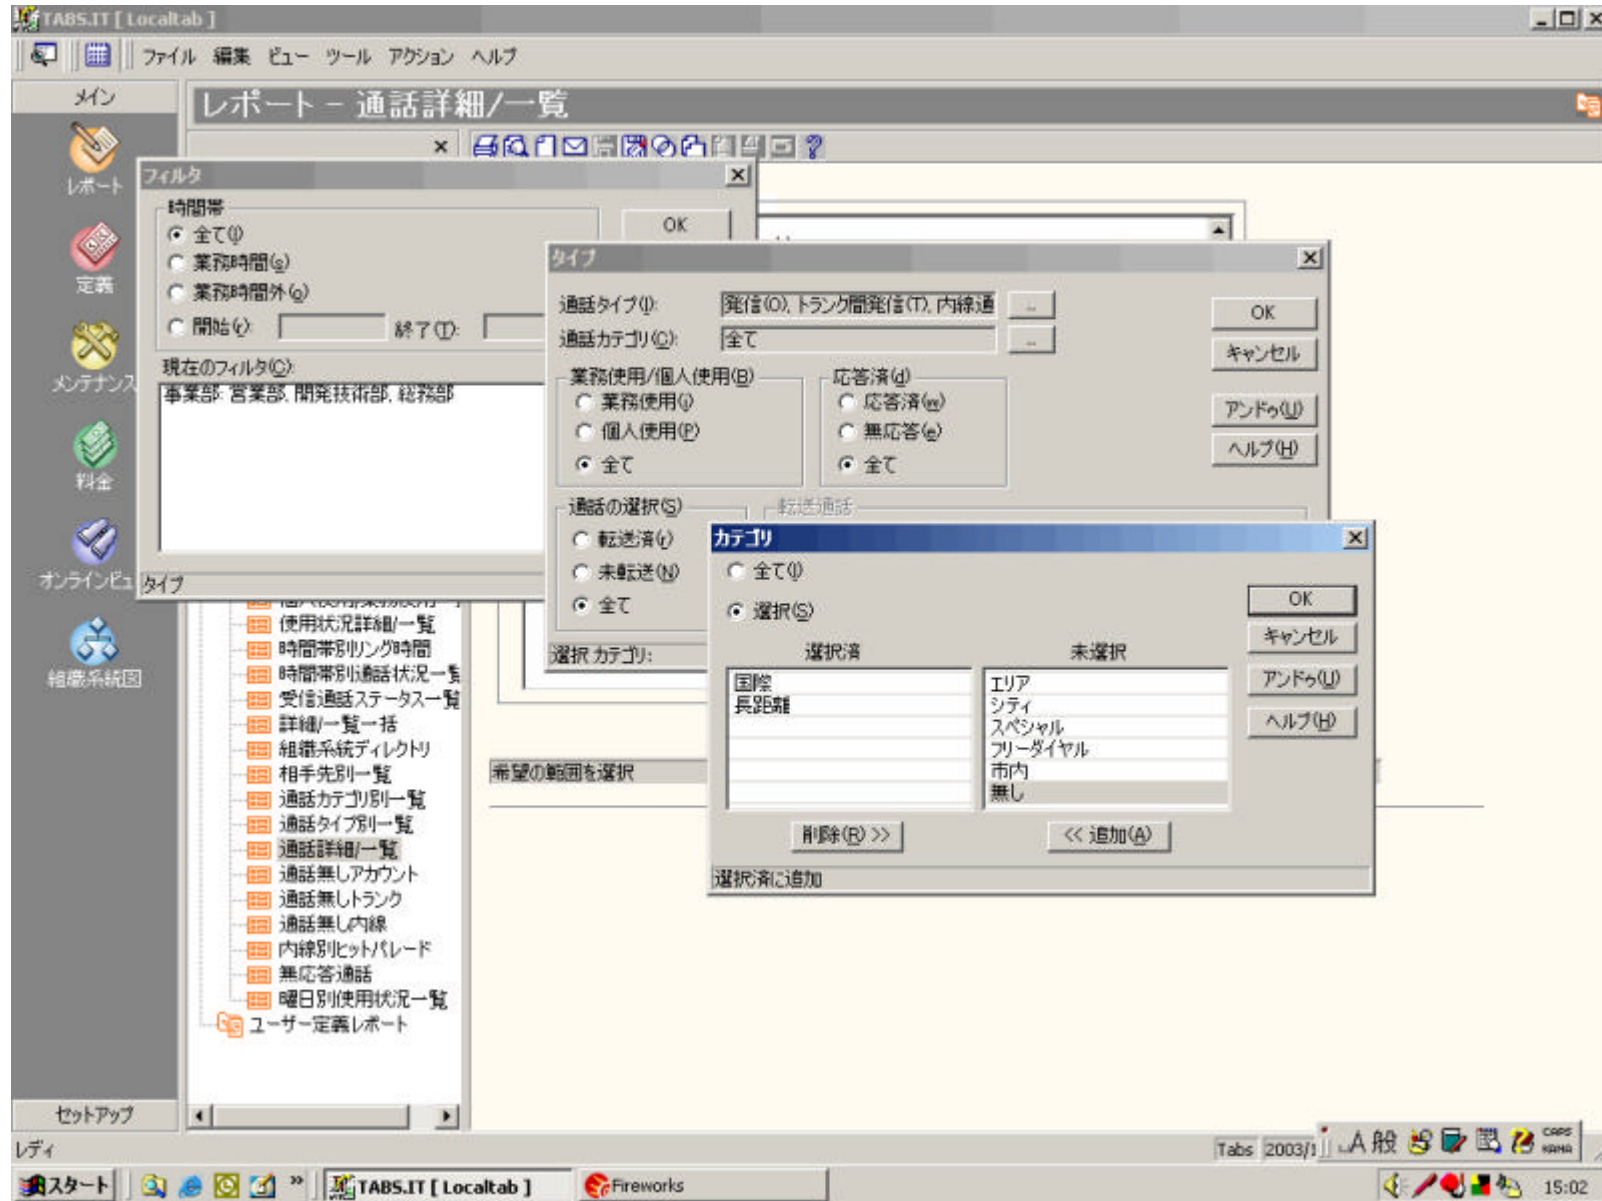 TABS.IT [ Localtab ]
ファイル 編集 ビュー ツール アクション ヘルプ
メイン
レポート - 通話詳細/一覧
レポート
定義
メンテナンス
料金
オンラインビュ
組織系統図
セットアップ
フィルタ
時間帯
全て(l)
業務時間(s)
業務時間外(o)
開始(r): 終了(T):
OK
現在のフィルタ(C):
事業部: 営業部, 開発技術部, 総務部
タイプ
タイプ
通話タイプ(l): 発信(O), トランク間発信(T), 内線通 ..
通話カテゴリ(C): 全て ..
業務使用/個人使用(B)
業務使用(i)
個人使用(P)
全て
応答済(d)
応答済(w)
無応答(e)
全て
OK
キャンセル
アンドゥ(U)
ヘルプ(H)
通話の選択(S)
転送済(r)
未転送(N)
全て
転送通話
選択 カテゴリ:
カテゴリ
全て(l)
選択(S)
選択済
国際
長距離
未選択
エリア
シティ
スペシャル
フリーダイヤル
市内
無し
削除(R) >>
<< 追加(A)
OK
キャンセル
アンドゥ(U)
ヘルプ(H)
選択済に追加
使用状況詳細/一覧
時間帯別リング時間
時間帯別通話状況一覧
受信通話ステータス一覧
詳細/一覧一括
組織系統ディレクトリ
相手先別一覧
通話カテゴリ別一覧
通話タイプ別一覧
通話詳細/一覧
通話無しアカウント
通話無しトランク
通話無し内線
内線別ヒットパレード
無応答通話
曜日別使用状況一覧
ユーザー定義レポート
希望の範囲を選択
レディ
Tabs 2003/1
A 般
CAPS
KANA
スタート
»
TABS.IT [ Localtab ]
Fireworks
15:02